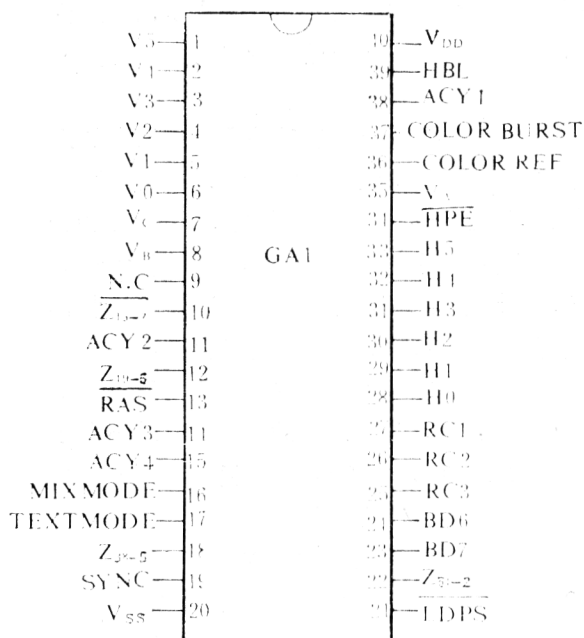 V5 1 40 VDD
V4 2 39 HBL
V3 3 38 ACY1
V2 4 37 COLOR BURST
V1 5 36 COLOR REF
V0 6 35 VA
VC 7 34 HPE
VB 8 GA1 33 H5
N.C 9 32 H4
10 31 H3
ACY2 11 30 H2
12 29 H1
RAS 13 28 H0
ACY3 14 27 RC1
ACY4 15 26 RC2
MIXMODE 16 25 RC3
TEXTMODE 17 24 BD6
18 23 BD7
SYNC 19 22
VSS 20 21 LDPS